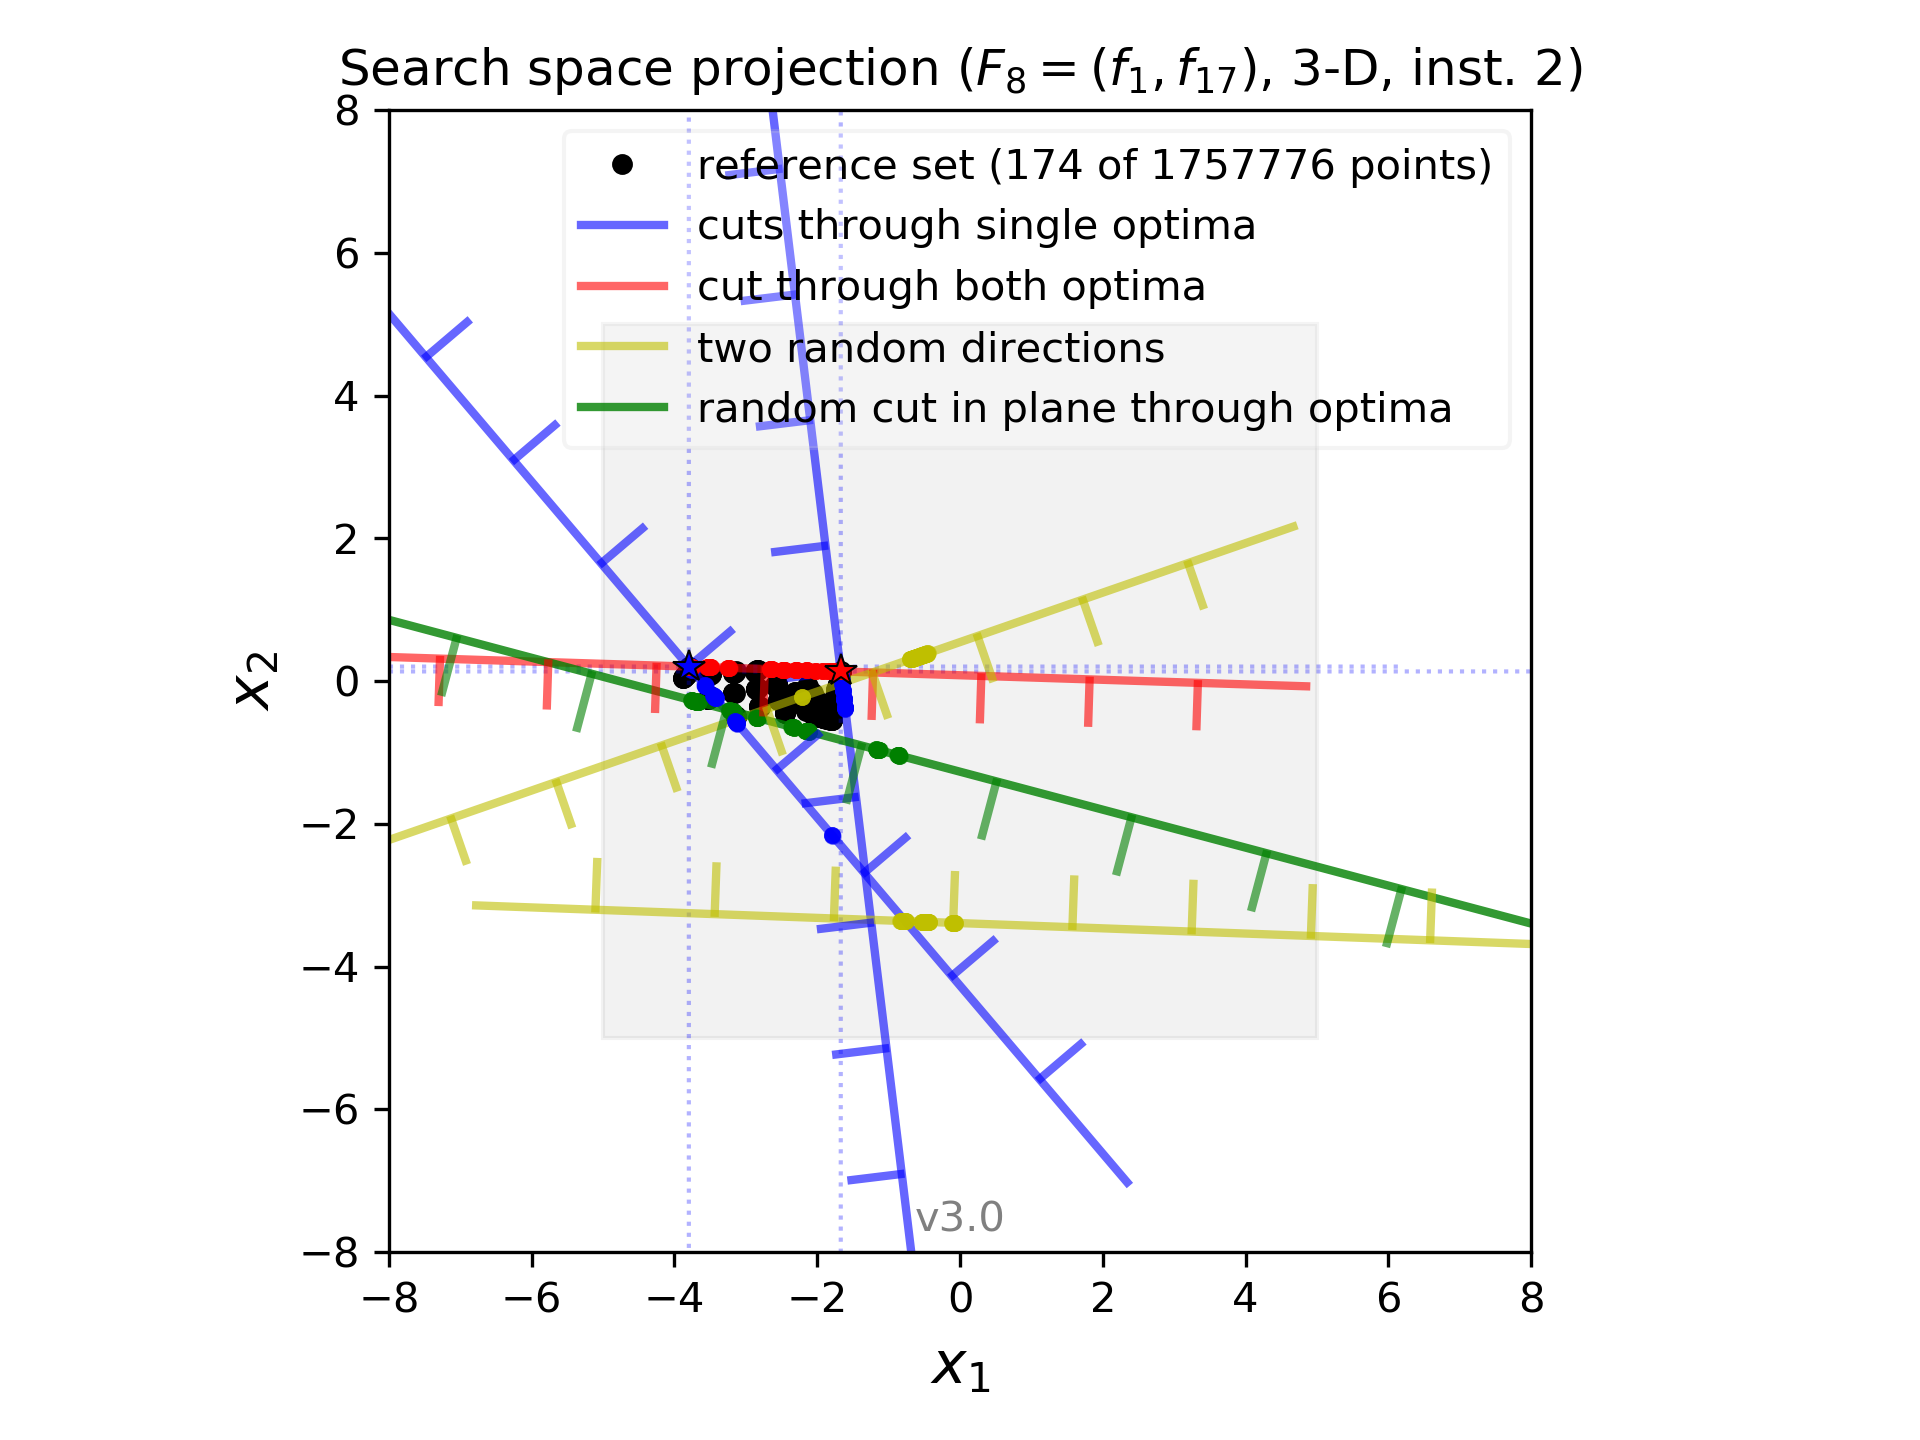 Search space projection (F₈ = (f₁, f₁₇), 3-D, inst. 2)
8
6
4
2
0
−2
−4
−6
−8
x₂
reference set (174 of 1757776 points)
cuts through single optima
cut through both optima
two random directions
random cut in plane through optima
v3.0
−8 −6 −4 −2 0 2 4 6 8
x₁